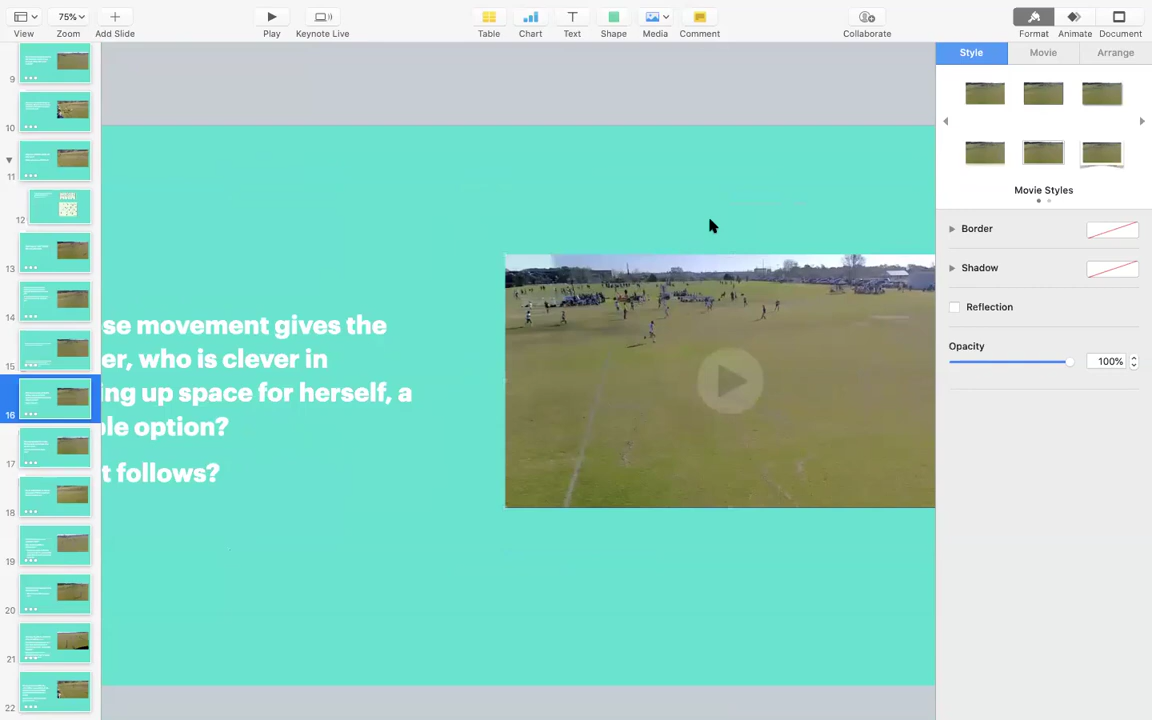 75%
View
Zoom
Add Slide
Play
Keynote Live
Table
Chart
Text
Shape
Media
Comment
Collaborate
Format
Animate
Document
Style
Movie
Arrange
Movie Styles
Border
Shadow
Reflection
Opacity
100%
9
10
11
12
13
14
15
16
17
18
19
20
21
22
se movement gives the
er, who is clever in
ng up space for herself, a
le option?
t follows?